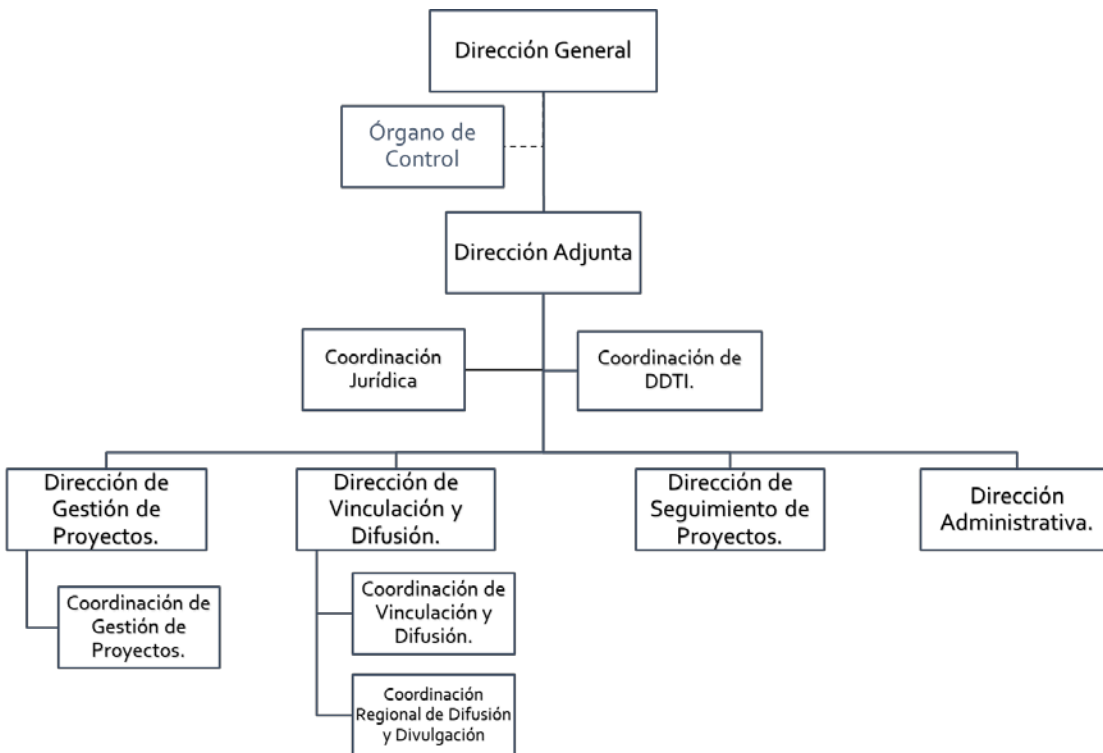 Dirección General
Órgano de
Control
Dirección Adjunta
Coordinación
Jurídica
Coordinación de
DDTI.
Dirección de
Gestión de
Proyectos.
Dirección de
Vinculación y
Difusión.
Dirección de
Seguimiento de
Proyectos.
Dirección
Administrativa.
Coordinación de
Gestión de
Proyectos.
Coordinación de
Vinculación y
Difusión.
Coordinación
Regional de Difusión
y Divulgación